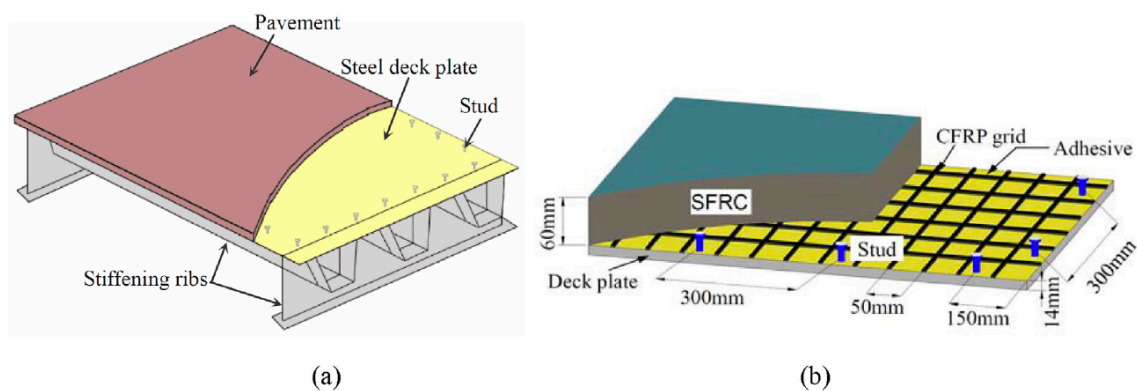 Pavement
Steel deck plate
Stud
Stiffening ribs
(a)
CFRP grid
Adhesive
SFRC
60mm
Stud
Deck plate
300mm
50mm
150mm
14mm
300mm
(b)